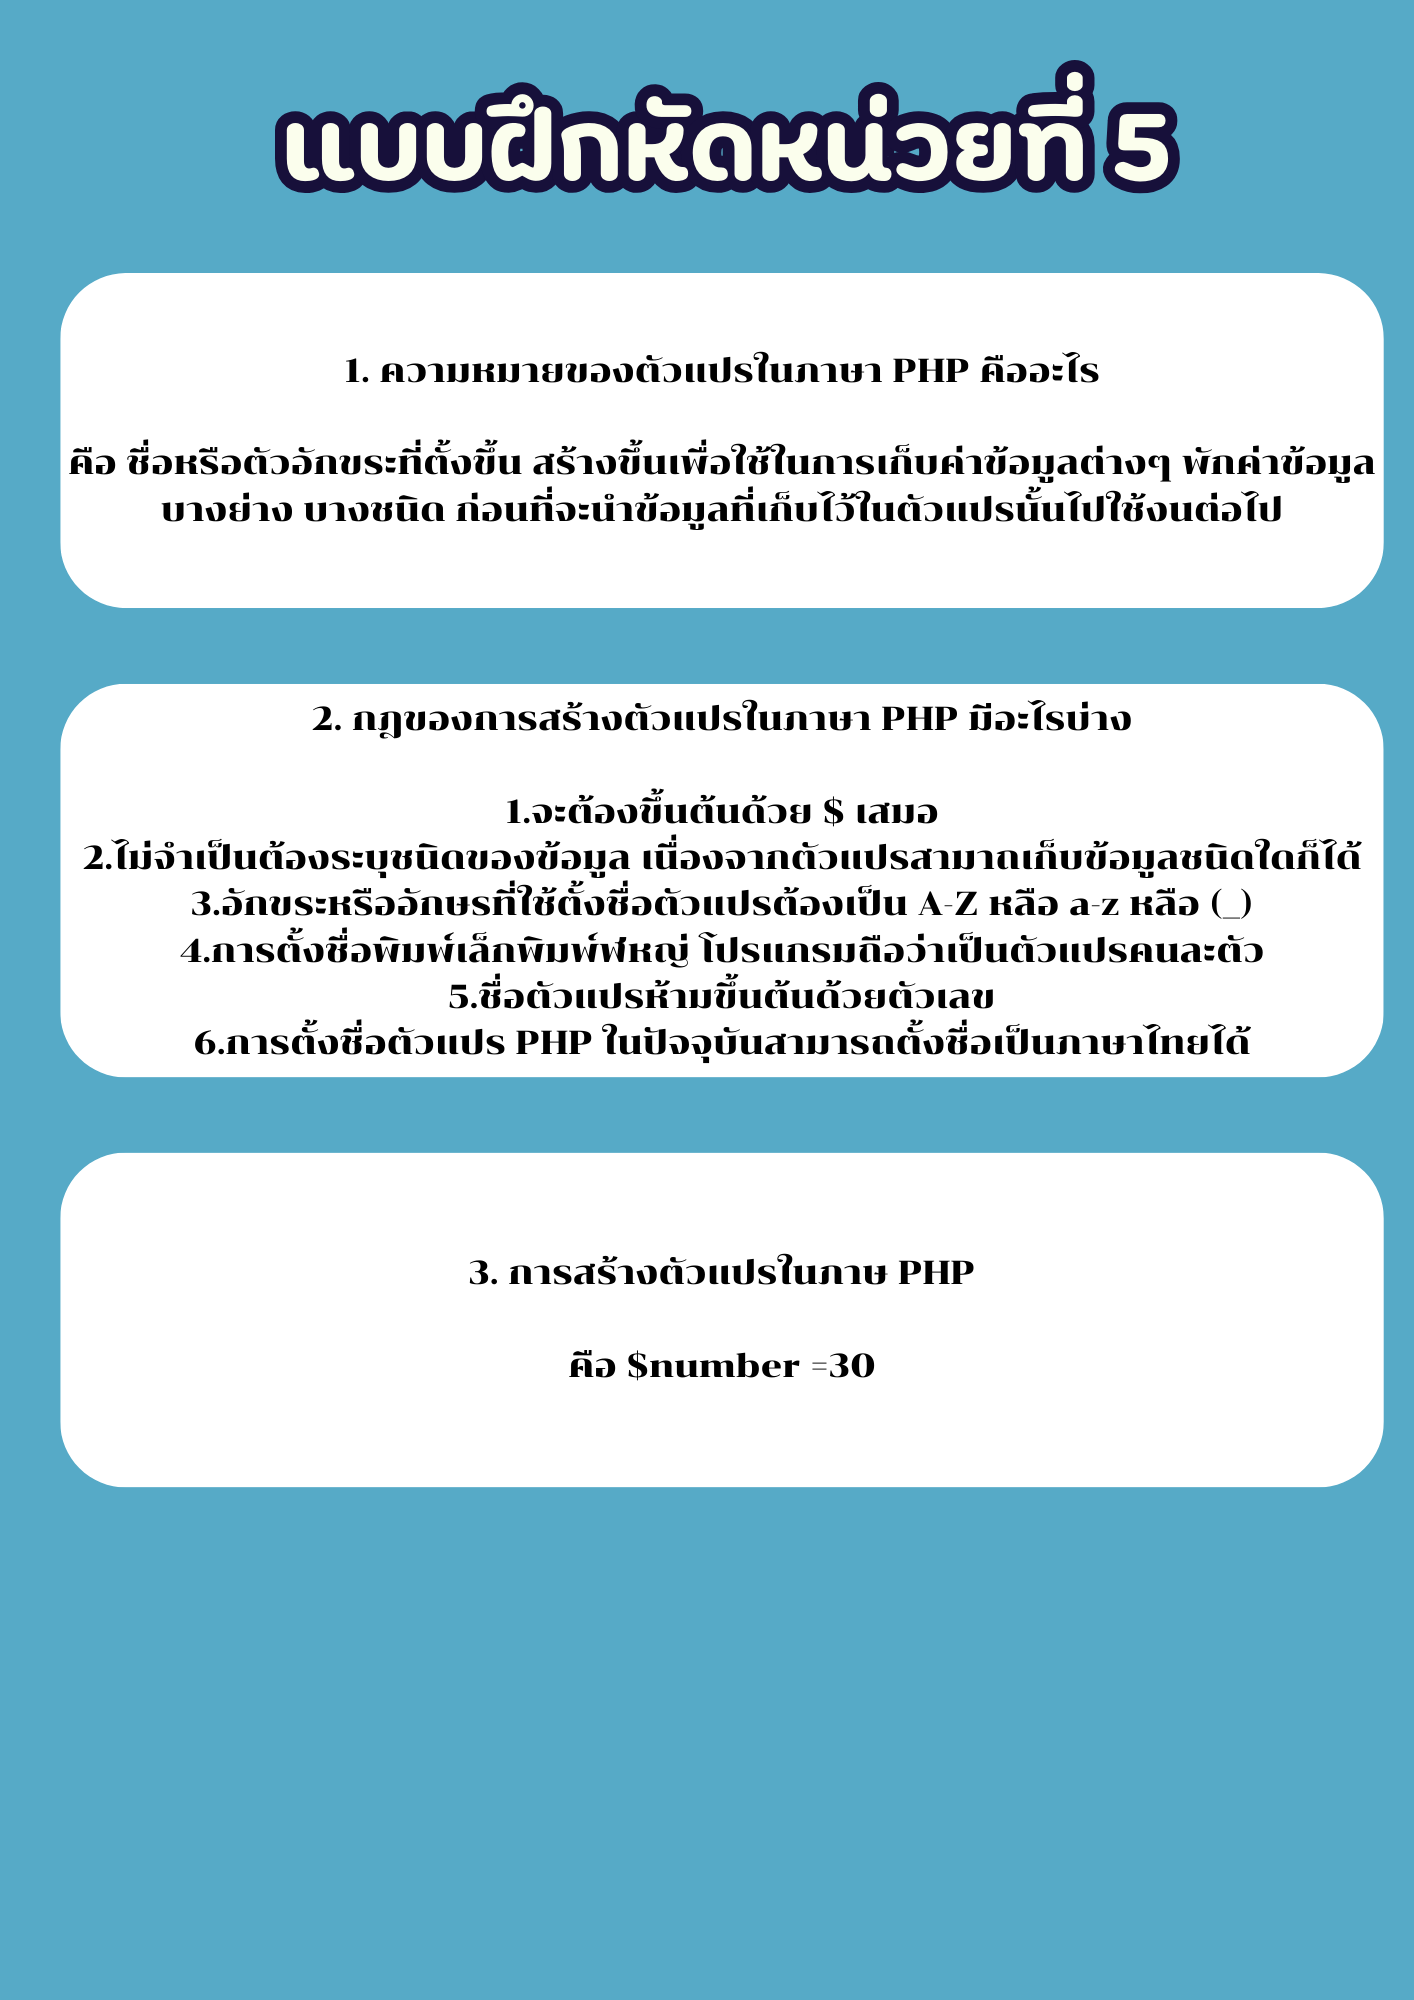 แบบฝึกหัดหน่วยที่ 5
1. ความหมายของตัวแปรในภาษา PHP คืออะไร
คือ ชื่อหรือตัวอักขระที่ตั้งขึ้น สร้างขึ้นเพื่อใช้ในการเก็บค่าข้อมูลต่างๆ พักค่าข้อมูล
บางย่าง บางชนิด ก่อนที่จะนำข้อมูลที่เก็บไว้ในตัวแปรนั้นไปใช้งนต่อไป
2. กฎของการสร้างตัวแปรในภาษา PHP มีอะไรบ่าง
1.จะต้องขึ้นต้นด้วย $ เสมอ
2.ไม่จำเป็นต้องระบุชนิดของข้อมูล เนื่องจากตัวแปรสามาถเก็บข้อมูลชนิดใดก็ได้
3.อักขระหรืออักษรที่ใช้ตั้งชื่อตัวแปรต้องเป็น A-Z หลือ a-z หลือ (_)
4.การตั้งชื่อพิมพ์เล็กพิมพ์ฬหญ่ โปรแกรมถือว่าเป็นตัวแปรคนละตัว
5.ชื่อตัวแปรห้ามขึ้นต้นด้วยตัวเลข
6.การตั้งชื่อตัวแปร PHP ในปัจจุบันสามารถตั้งชื่อเป็นภาษาไทยได้
3. การสร้างตัวแปรในภาษ PHP
คือ $number =30